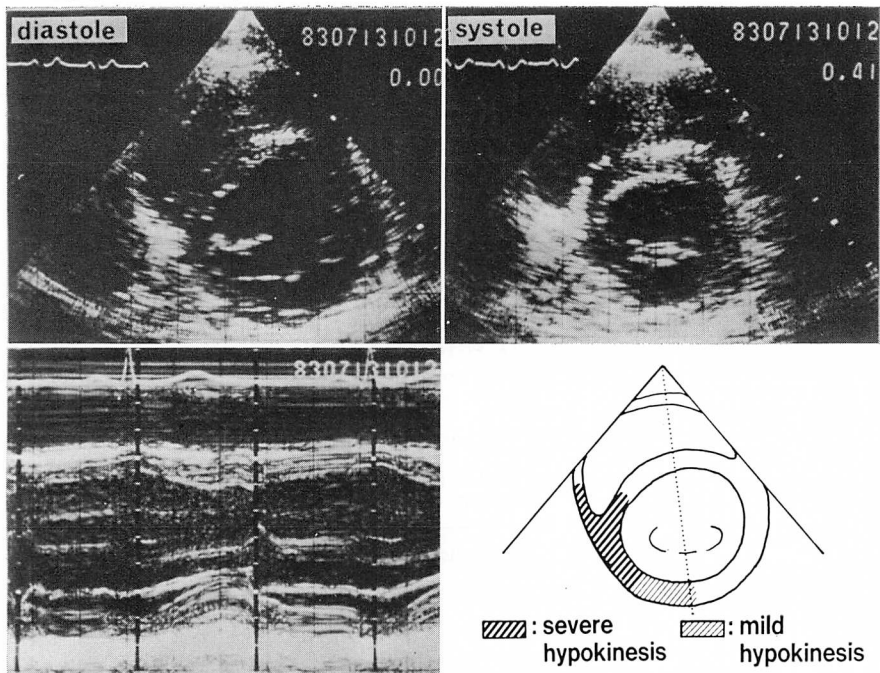 diastole
8307131012
0.00
systole
8307131012
0.41
8307131012
: severe hypokinesis
: mild hypokinesis